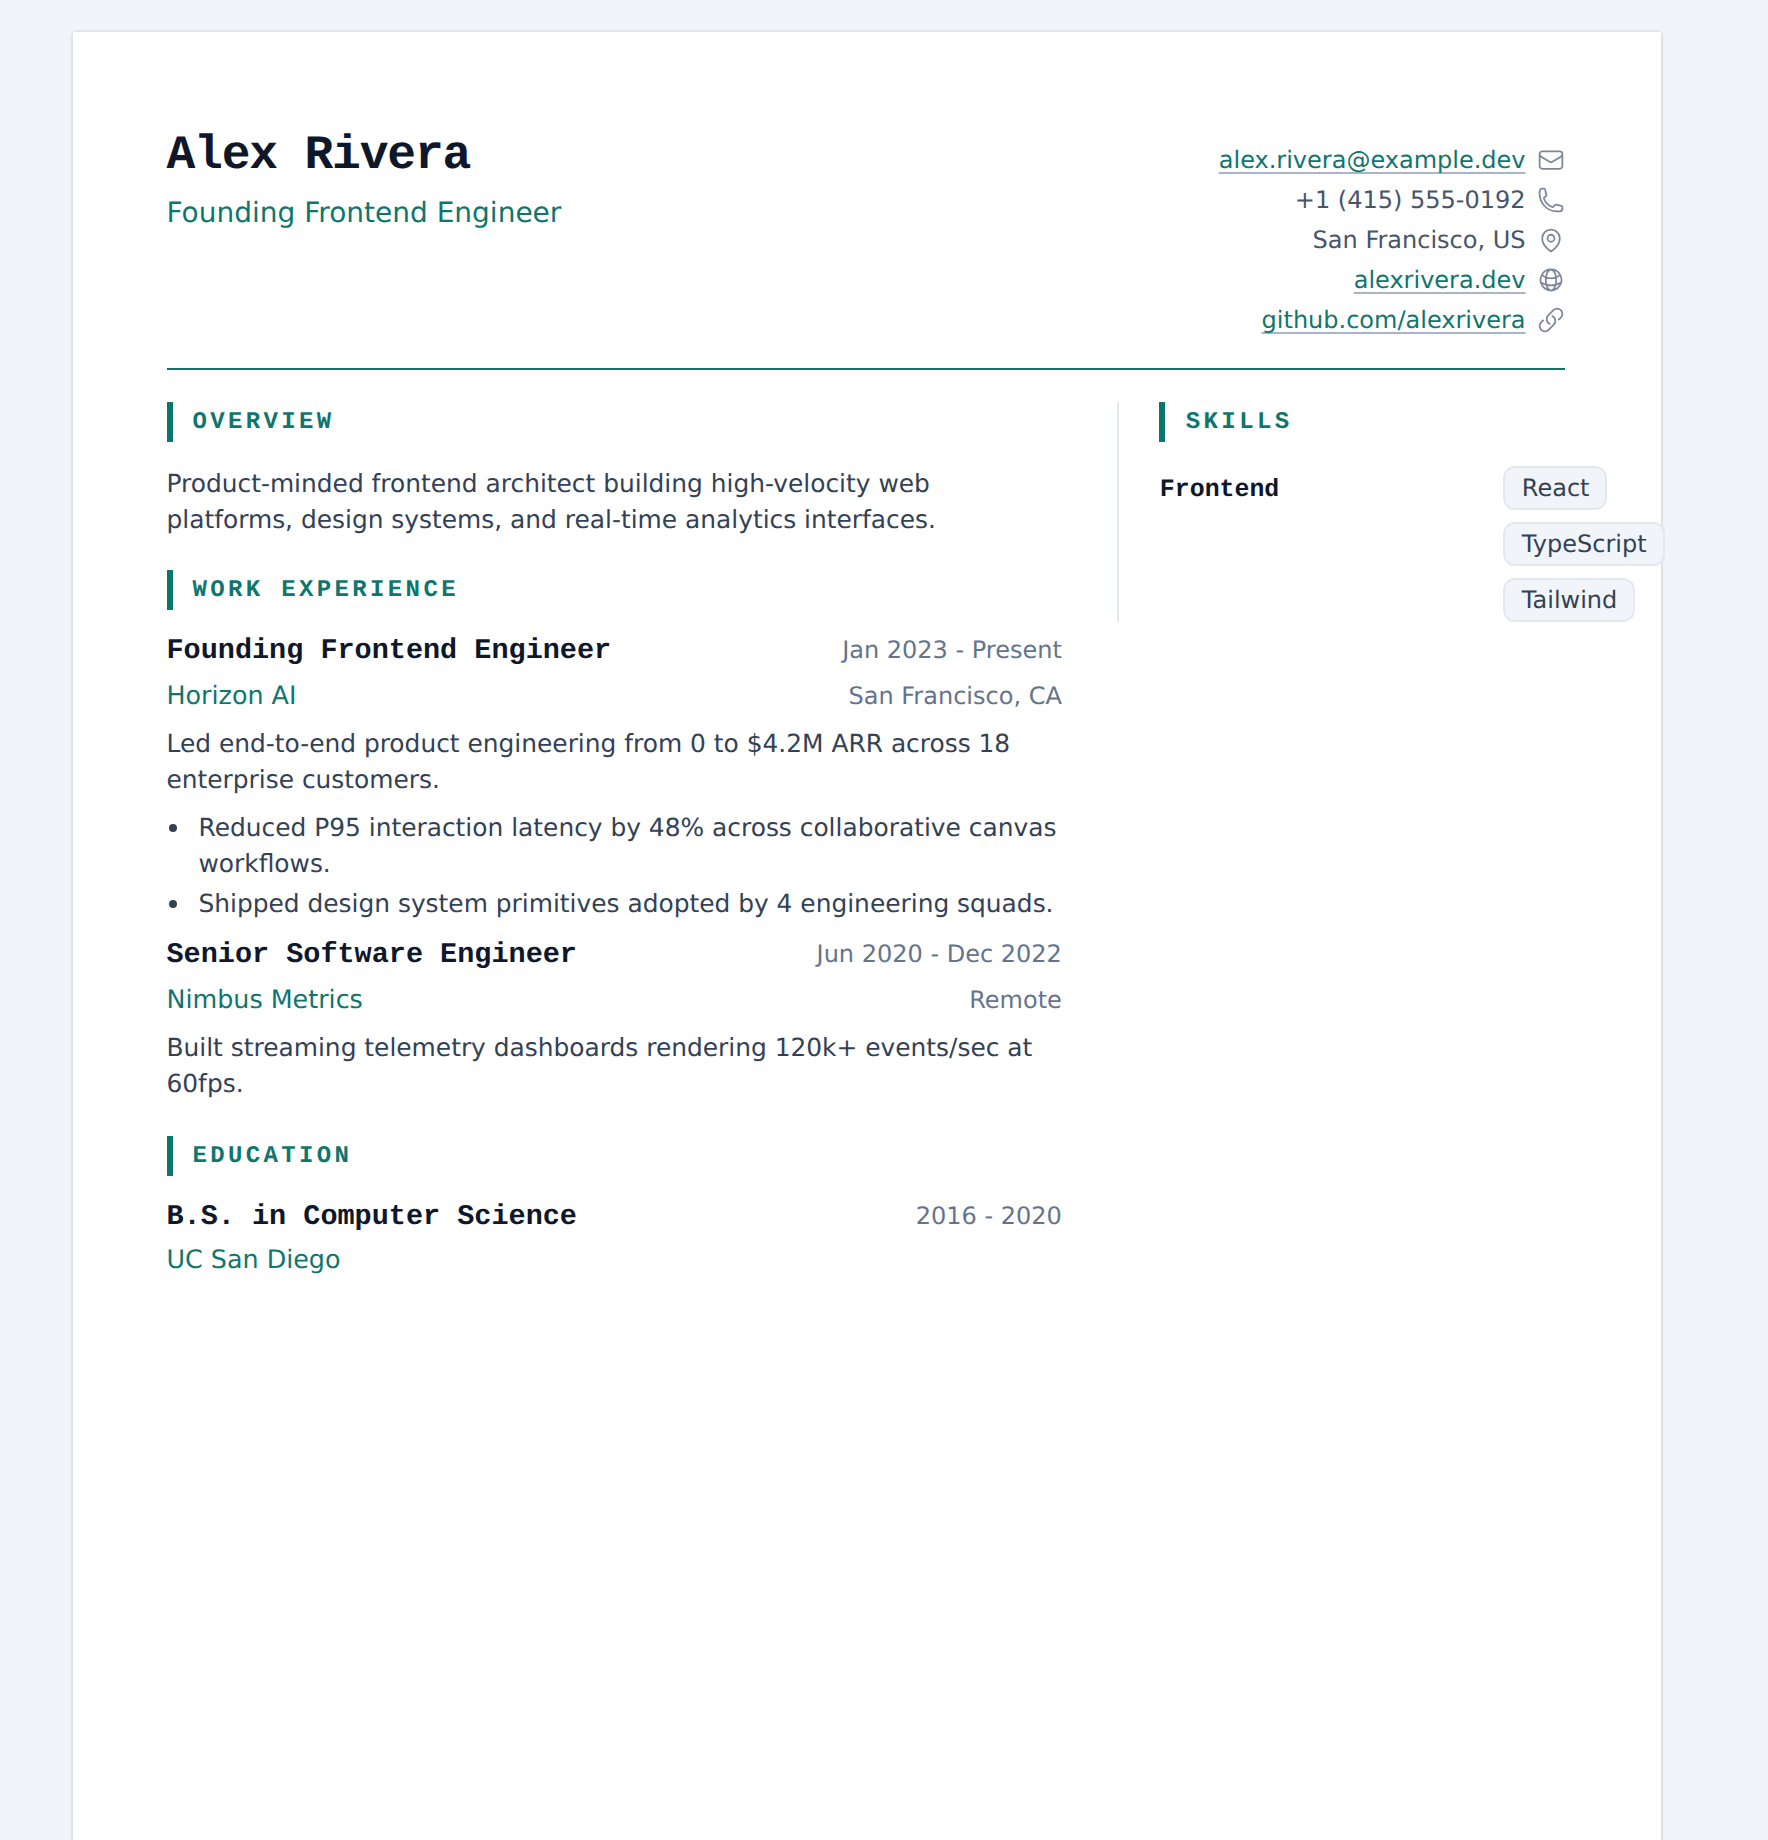 Alex Rivera
Founding Frontend Engineer
alex.rivera@example.dev
+1 (415) 555-0192
San Francisco, US
alexrivera.dev
github.com/alexrivera
OVERVIEW
Product-minded frontend architect building high-velocity web
platforms, design systems, and real-time analytics interfaces.
WORK EXPERIENCE
Founding Frontend Engineer Jan 2023 - Present
Horizon AI San Francisco, CA
Led end-to-end product engineering from 0 to $4.2M ARR across 18
enterprise customers.
• Reduced P95 interaction latency by 48% across collaborative canvas
workflows.
• Shipped design system primitives adopted by 4 engineering squads.
Senior Software Engineer Jun 2020 - Dec 2022
Nimbus Metrics Remote
Built streaming telemetry dashboards rendering 120k+ events/sec at
60fps.
EDUCATION
B.S. in Computer Science 2016 - 2020
UC San Diego
SKILLS
Frontend React
TypeScript
Tailwind